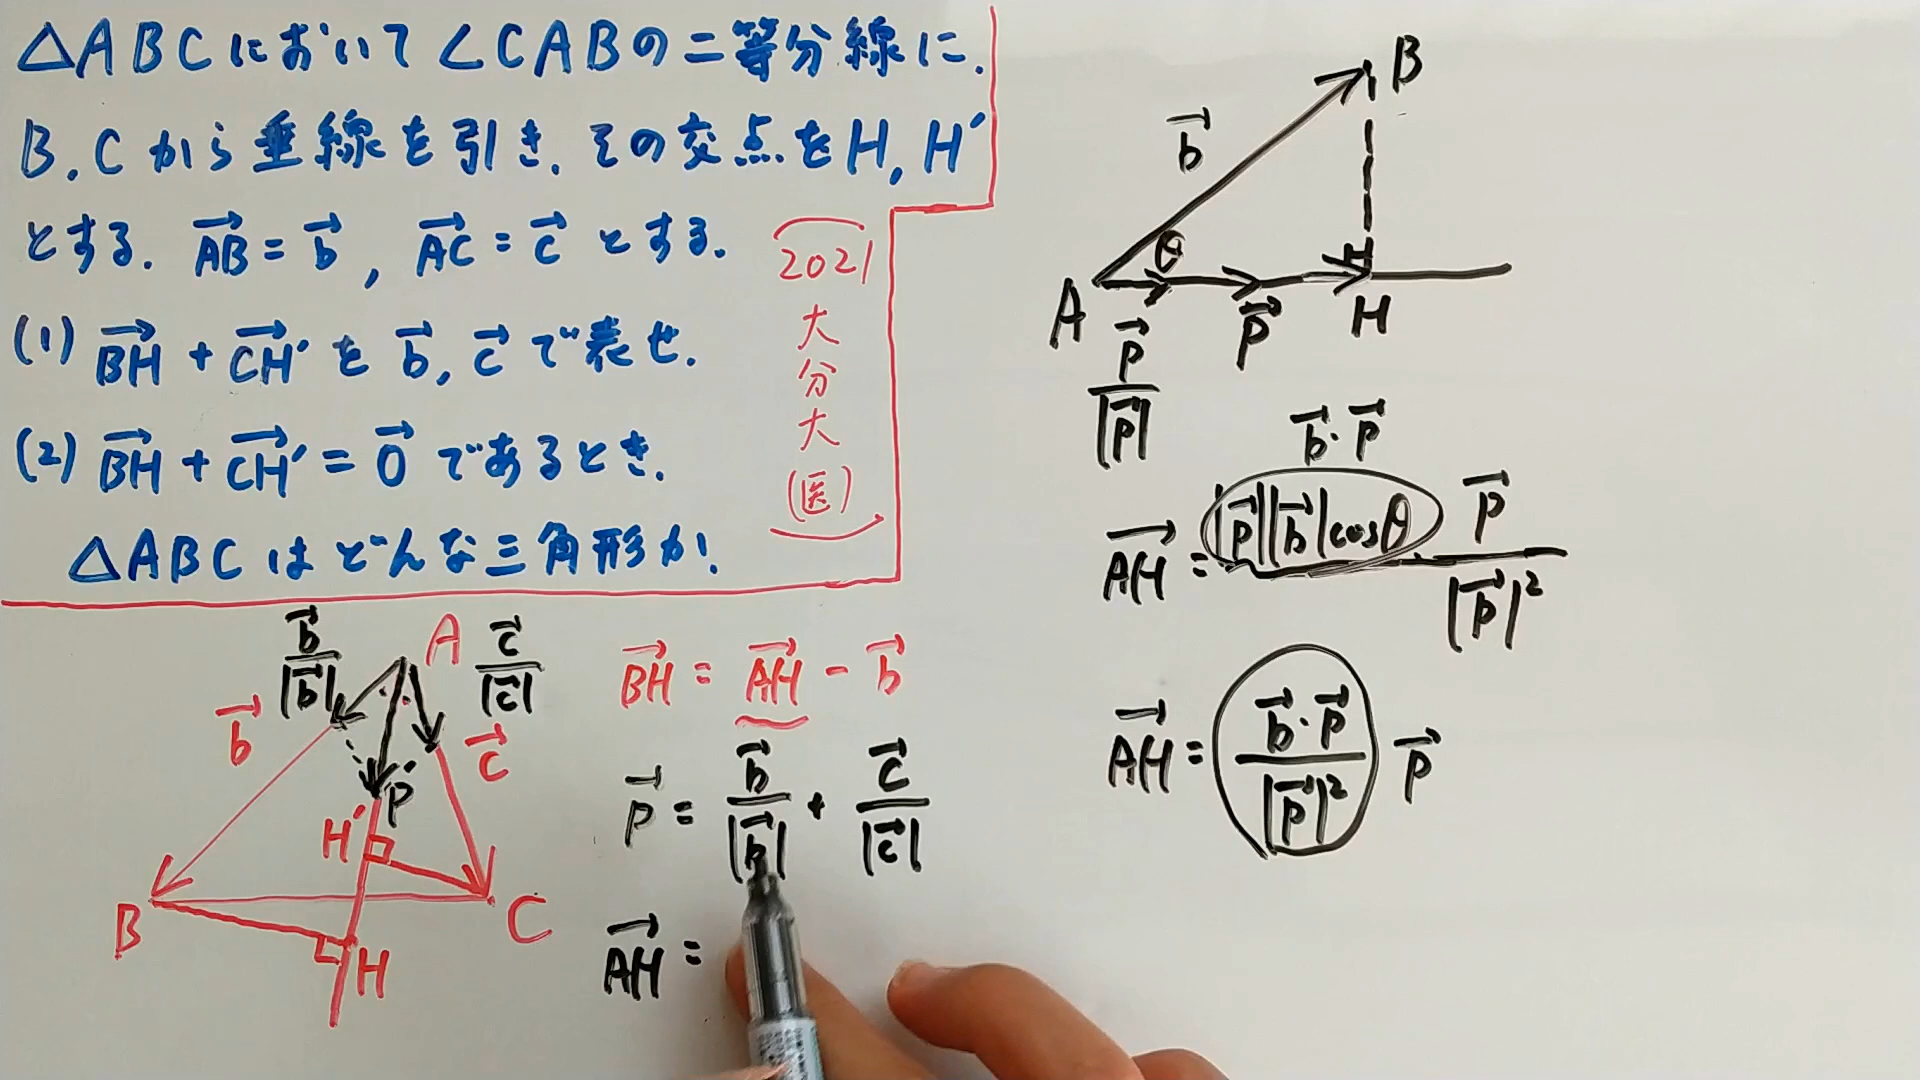 △ABCにおいて∠CABの二等分線に、
B,Cから垂線を引き、その交点をH, H'
とする. →AB = →b , →AC = →c とする.
(1) →BH + →CH' を →b, →c で表せ.
(2) →BH + →CH' = →0 であるとき、
△ABCはどんな三角形か!
2021
大
分
大
(医)
→b/|→b|
A
→c/|→c|
→b
→c
→p
H'
B
C
H
→BH = →AH - →b
→p = →b/|→b| + →c/|→c|
→AH =
B
→b
θ
A
→p
H
→p/|→p|
→b・→p
→AH = |→p||→b|cosθ・→p/|→p|²
→AH = (→b・→p/|→p|²) →p